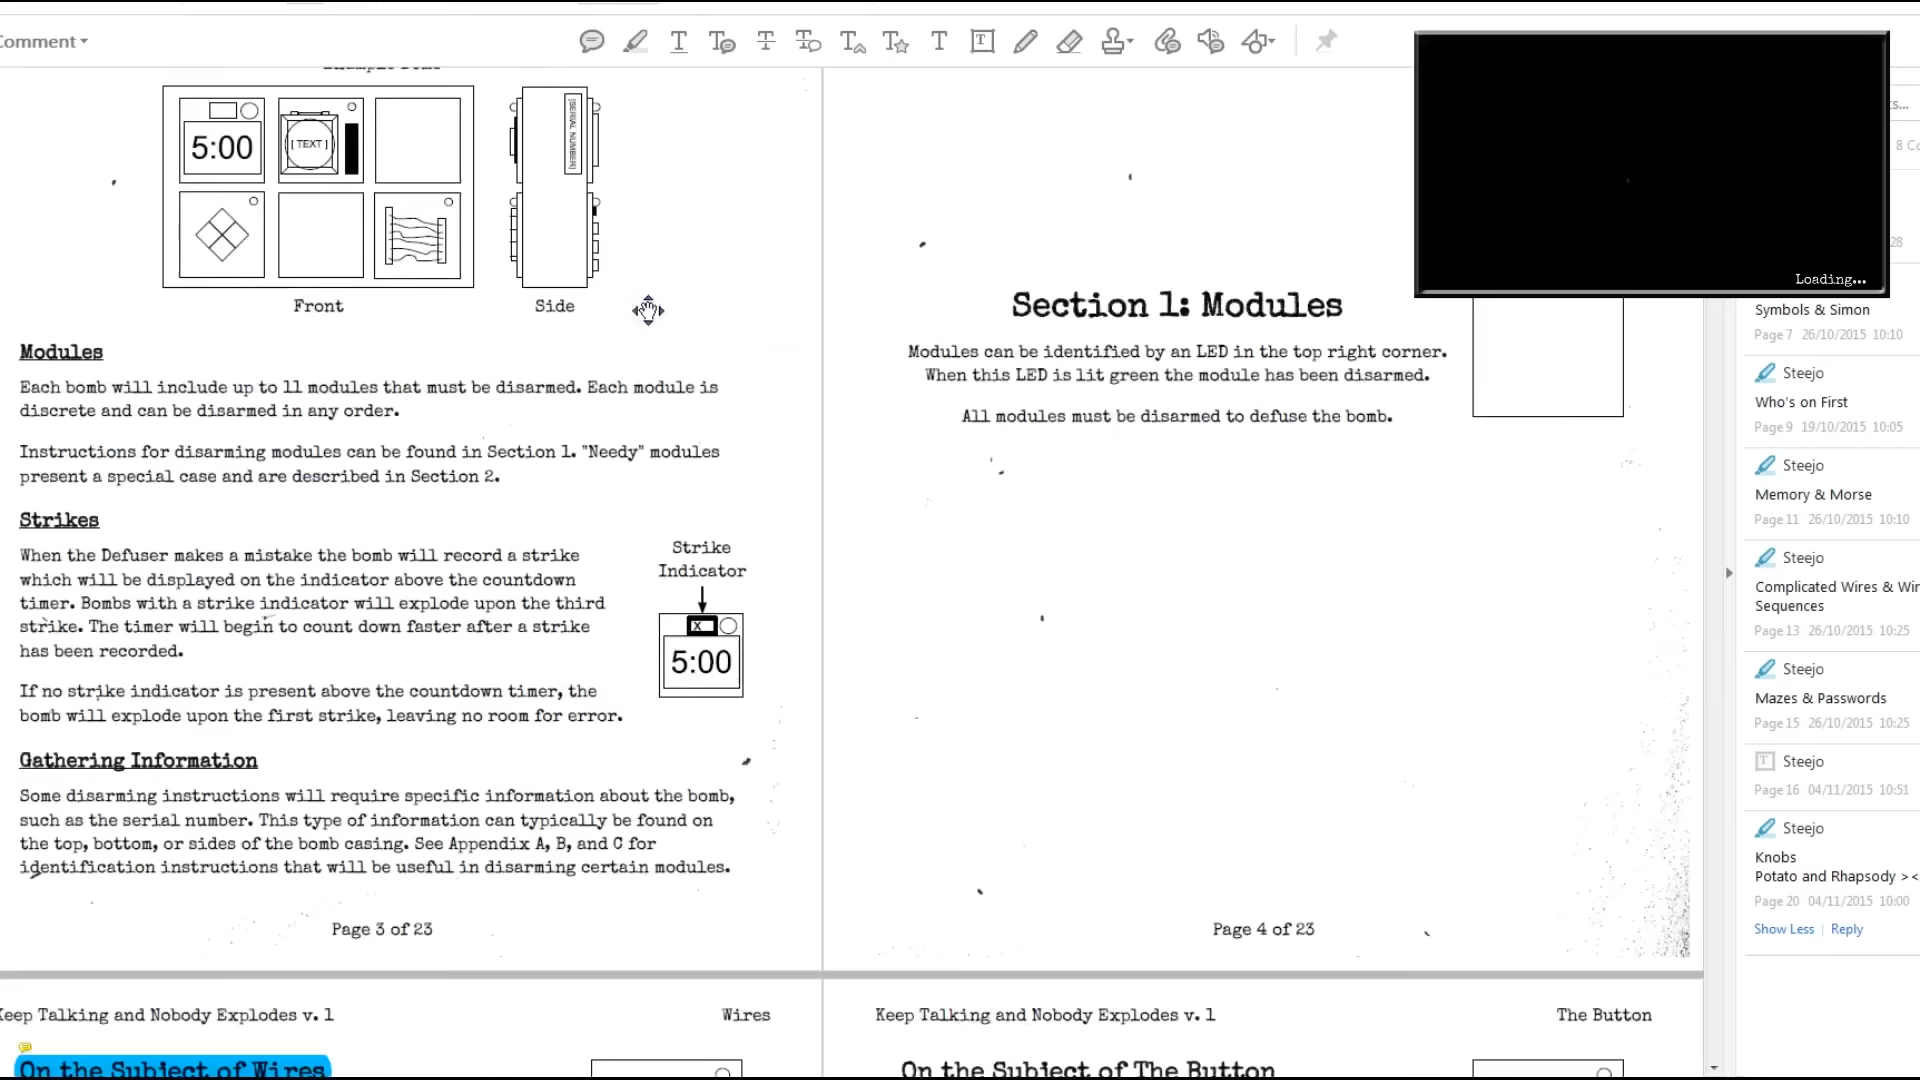 Comment
5:00
[ TEXT ]
[SERIAL NUMBER]
Front
Side
Modules
Each bomb will include up to 11 modules that must be disarmed. Each module is
discrete and can be disarmed in any order.
Instructions for disarming modules can be found in Section 1. "Needy" modules
present a special case and are described in Section 2.
Strikes
When the Defuser makes a mistake the bomb will record a strike
which will be displayed on the indicator above the countdown
timer. Bombs with a strike indicator will explode upon the third
strike. The timer will begin to count down faster after a strike
has been recorded.
If no strike indicator is present above the countdown timer, the
bomb will explode upon the first strike, leaving no room for error.
Strike
Indicator
X
5:00
Gathering Information
Some disarming instructions will require specific information about the bomb,
such as the serial number. This type of information can typically be found on
the top, bottom, or sides of the bomb casing. See Appendix A, B, and C for
identification instructions that will be useful in disarming certain modules.
Page 3 of 23
Section 1: Modules
Modules can be identified by an LED in the top right corner.
When this LED is lit green the module has been disarmed.
All modules must be disarmed to defuse the bomb.
Page 4 of 23
Keep Talking and Nobody Explodes v. 1
Wires
On the Subject of Wires
Keep Talking and Nobody Explodes v. 1
The Button
On the Subject of The Button
Loading...
28
Symbols & Simon
Page 7 26/10/2015 10:10
Steejo
Who's on First
Page 9 19/10/2015 10:05
Steejo
Memory & Morse
Page 11 26/10/2015 10:10
Steejo
Complicated Wires & Wir
Sequences
Page 13 26/10/2015 10:25
Steejo
Mazes & Passwords
Page 15 26/10/2015 10:25
Steejo
Page 16 04/11/2015 10:51
Steejo
Knobs
Potato and Rhapsody > <
Page 20 04/11/2015 10:00
Show Less | Reply